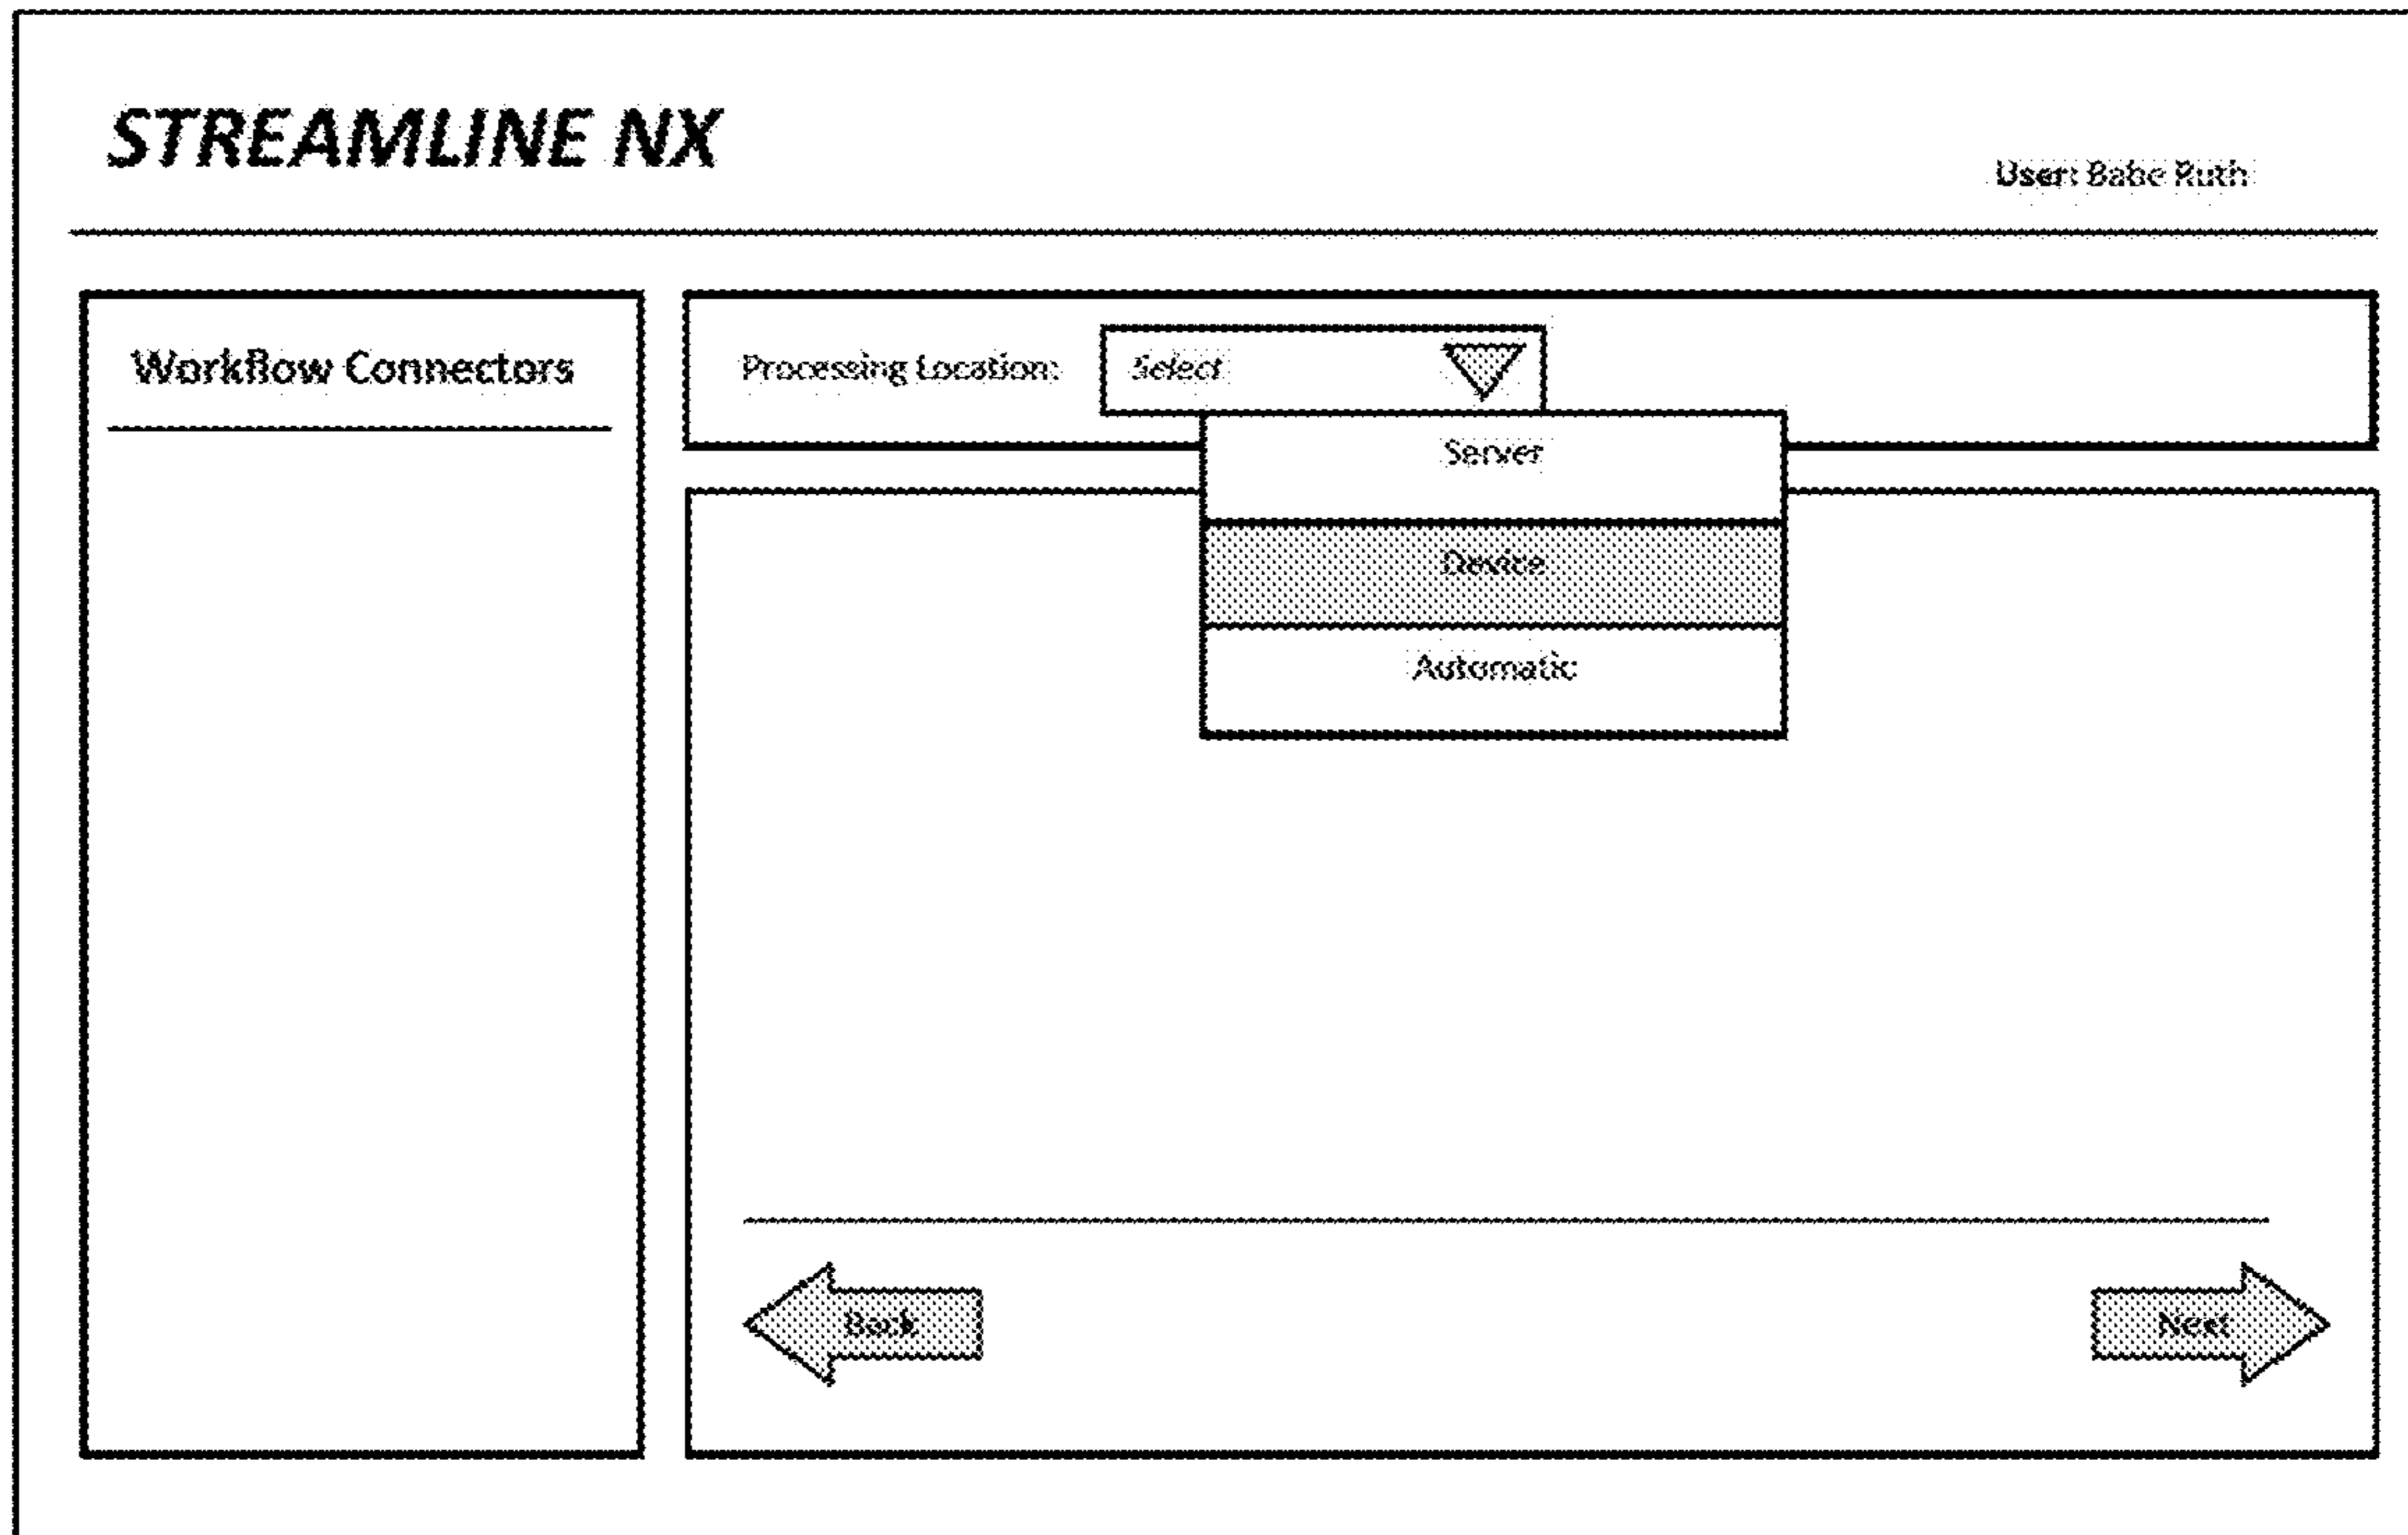 STREAMLINE NX
User: Babe Ruth
Workflow Connectors
Processing Location:
Select
Server
Device
Automatic
Back
Next